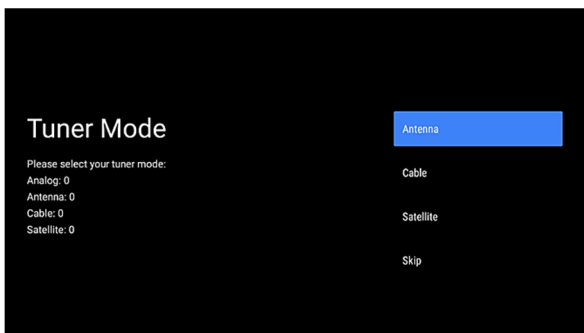 Tuner Mode
Please select your tuner mode:
Analog: 0
Antenna: 0
Cable: 0
Satellite: 0
Antenna
Cable
Satellite
Skip